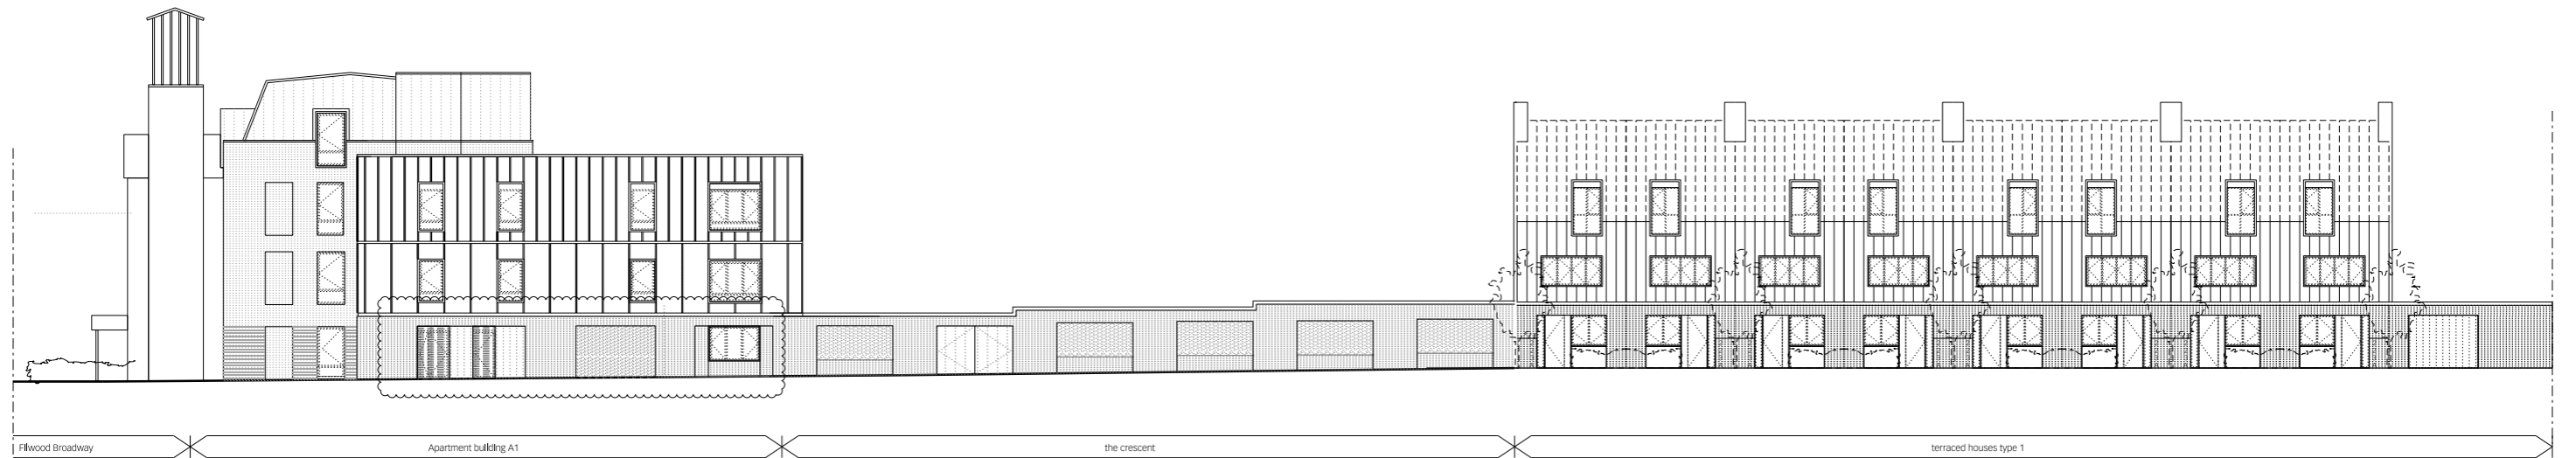 Filwood Broadway
Apartment building A1
the crescent
terraced houses type 1